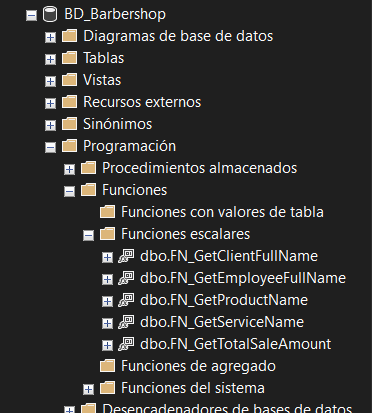 BD_Barbershop
Diagramas de base de datos
Tablas
Vistas
Recursos externos
Sinónimos
Programación
Procedimientos almacenados
Funciones
Funciones con valores de tabla
Funciones escalares
dbo.FN_GetClientFullName
dbo.FN_GetEmployeeFullName
dbo.FN_GetProductName
dbo.FN_GetServiceName
dbo.FN_GetTotalSaleAmount
Funciones de agregado
Funciones del sistema
Desencadenadores de bases de datos